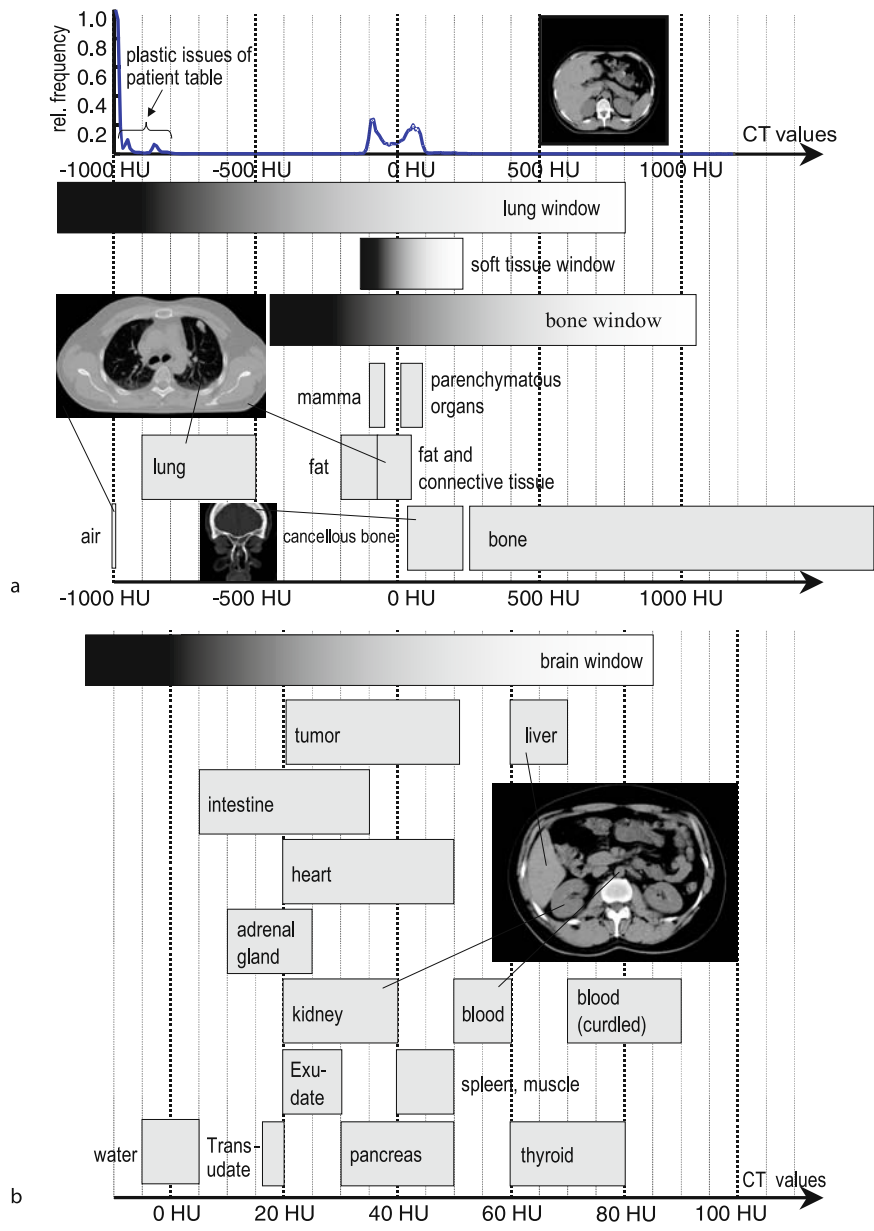 1.0
0.8
0.6
0.4
0.2
rel. frequency
plastic issues of
patient table
CT values
-1000 HU
-500 HU
0 HU
500 HU
1000 HU
lung window
soft tissue window
bone window
mamma
parenchymatous
organs
lung
fat
fat and
connective tissue
air
cancellous bone
bone
a
-1000 HU
-500 HU
0 HU
500 HU
1000 HU
brain window
tumor
liver
intestine
heart
adrenal
gland
kidney
blood
blood
(curdled)
Exu-
date
spleen, muscle
water
Trans-
udate
pancreas
thyroid
b
CT values
0 HU
20 HU
40 HU
60 HU
80 HU
100 HU